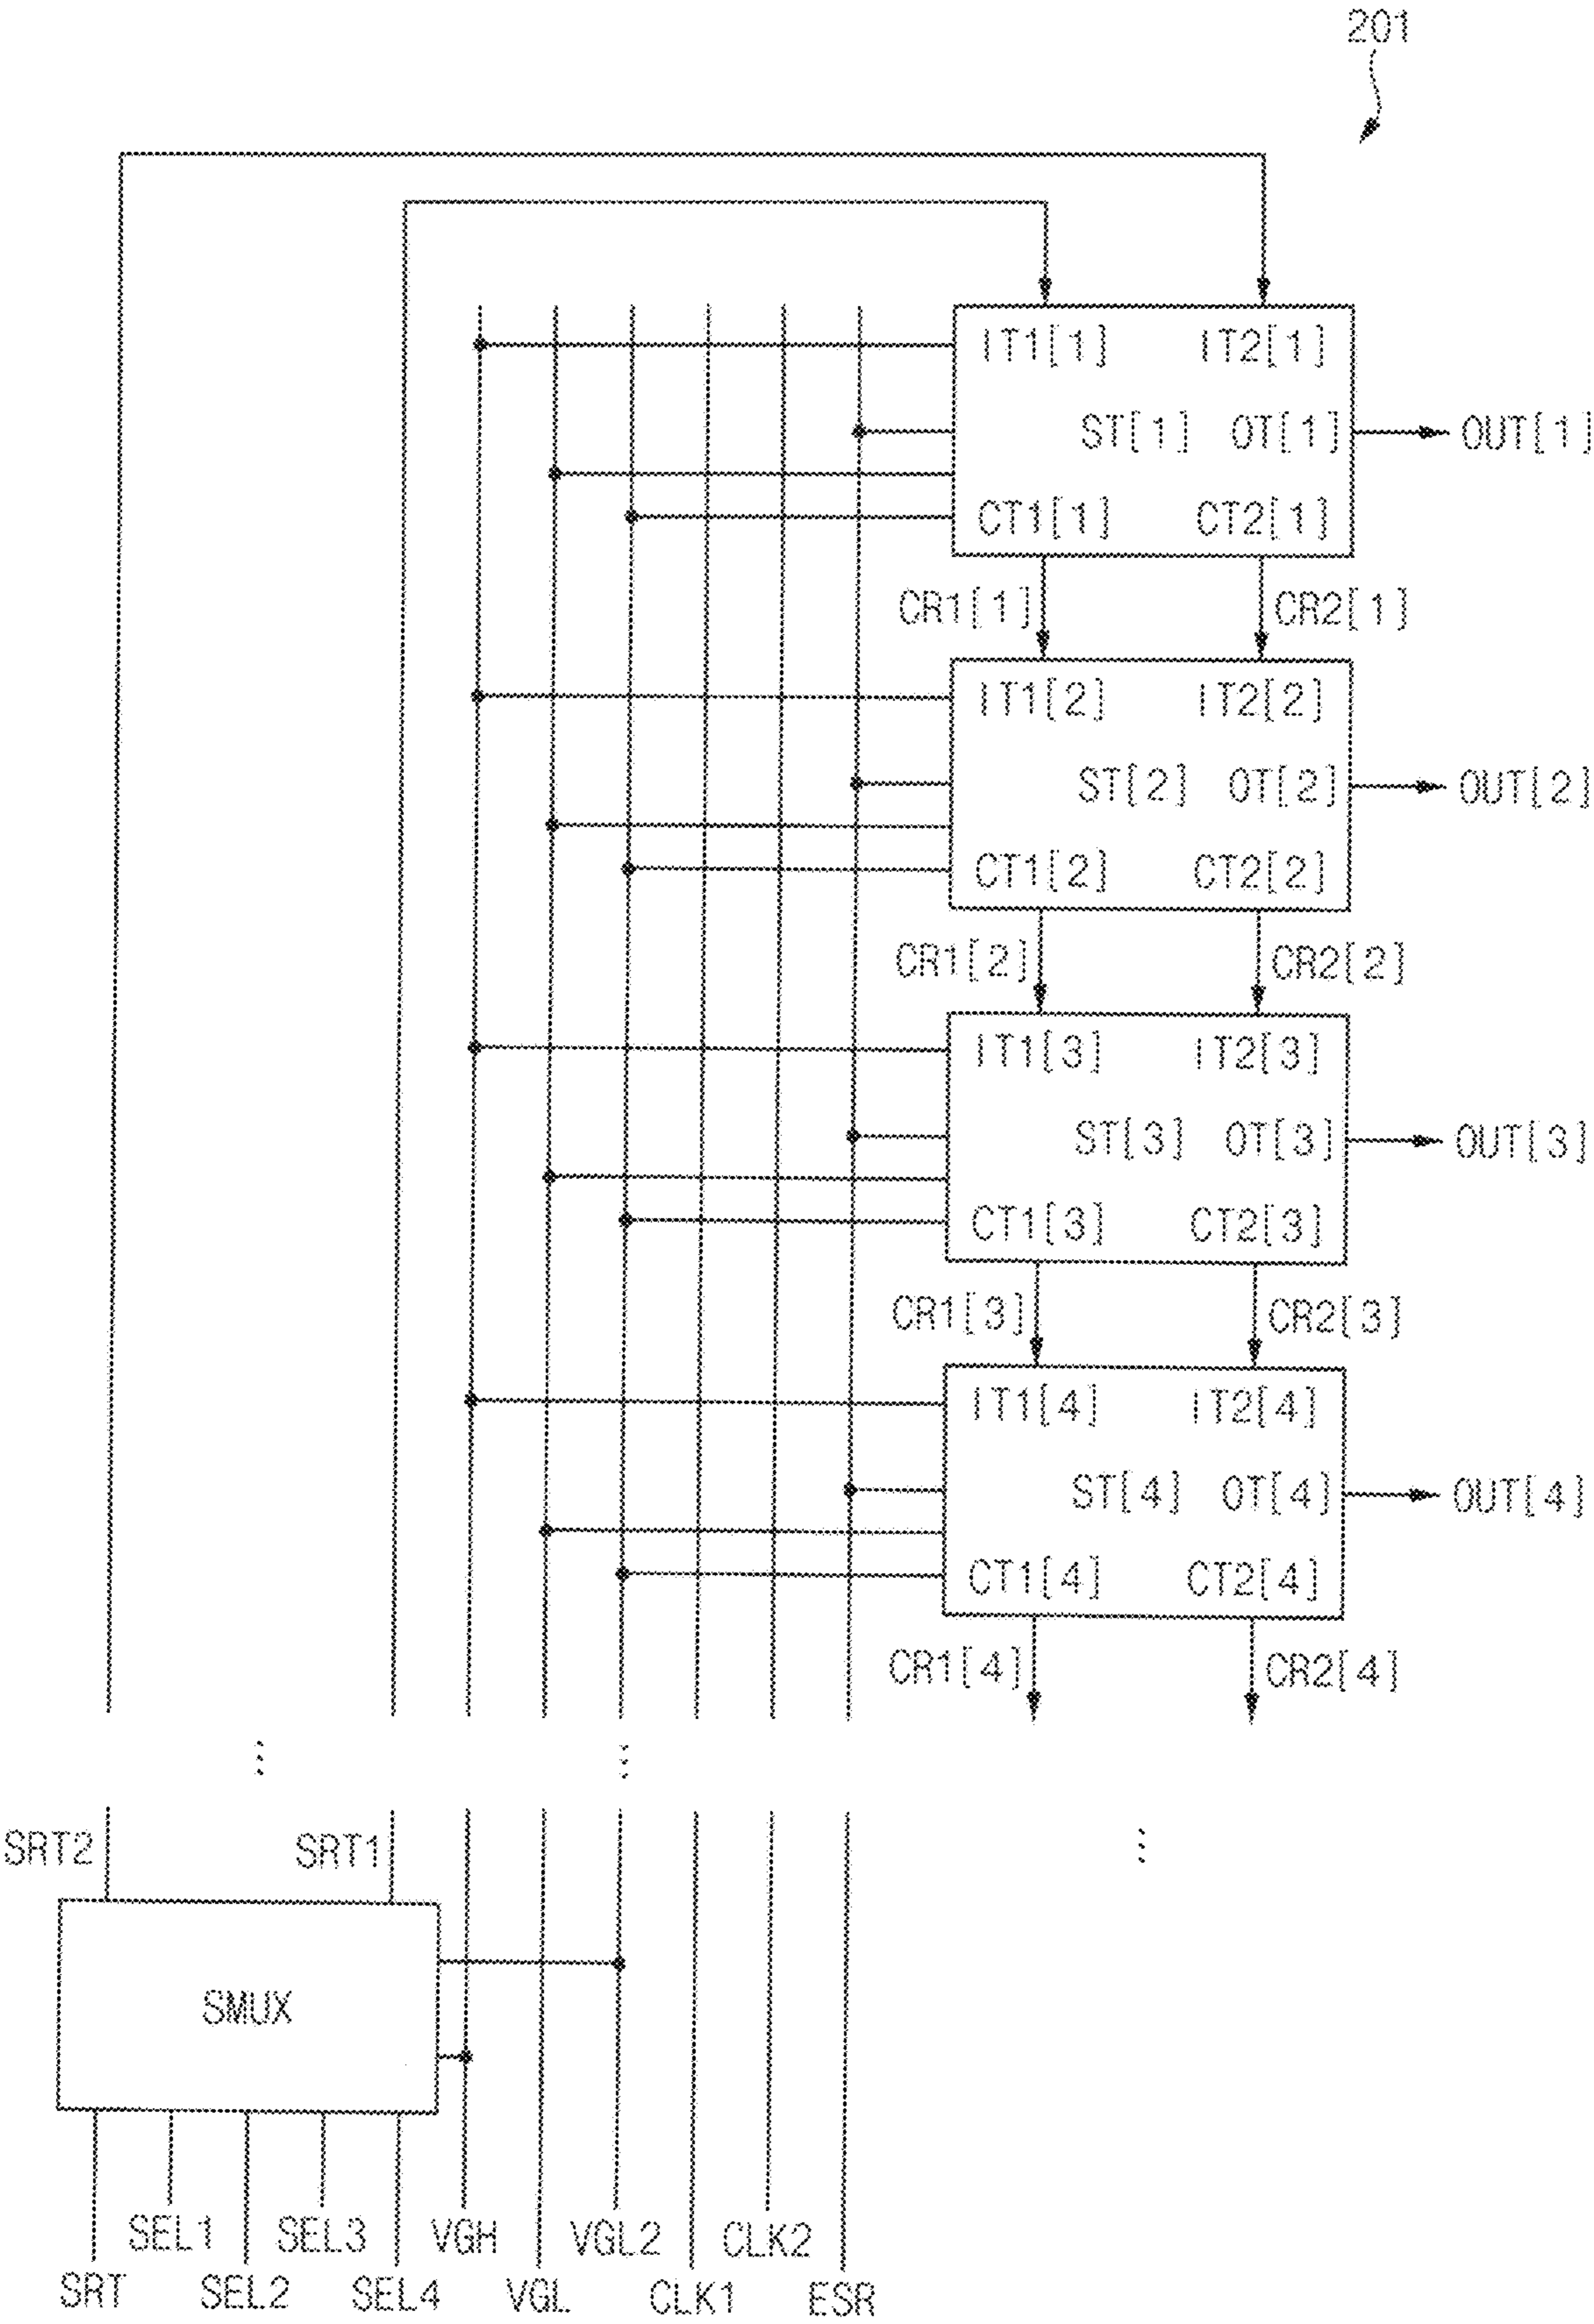 201
IT1[1] IT2[1]
ST[1] OT[1] OUT[1]
CT1[1] CT2[1]
CR1[1] CR2[1]
IT1[2] IT2[2]
ST[2] OT[2] OUT[2]
CT1[2] CT2[2]
CR1[2] CR2[2]
IT1[3] IT2[3]
ST[3] OT[3] OUT[3]
CT1[3] CT2[3]
CR1[3] CR2[3]
IT1[4] IT2[4]
ST[4] OT[4] OUT[4]
CT1[4] CT2[4]
CR1[4] CR2[4]
SRT2 SRT1
SMUX
SEL1 SEL3 VGH VGL2 CLK2
SRT SEL2 SEL4 VGL CLK1 ESR